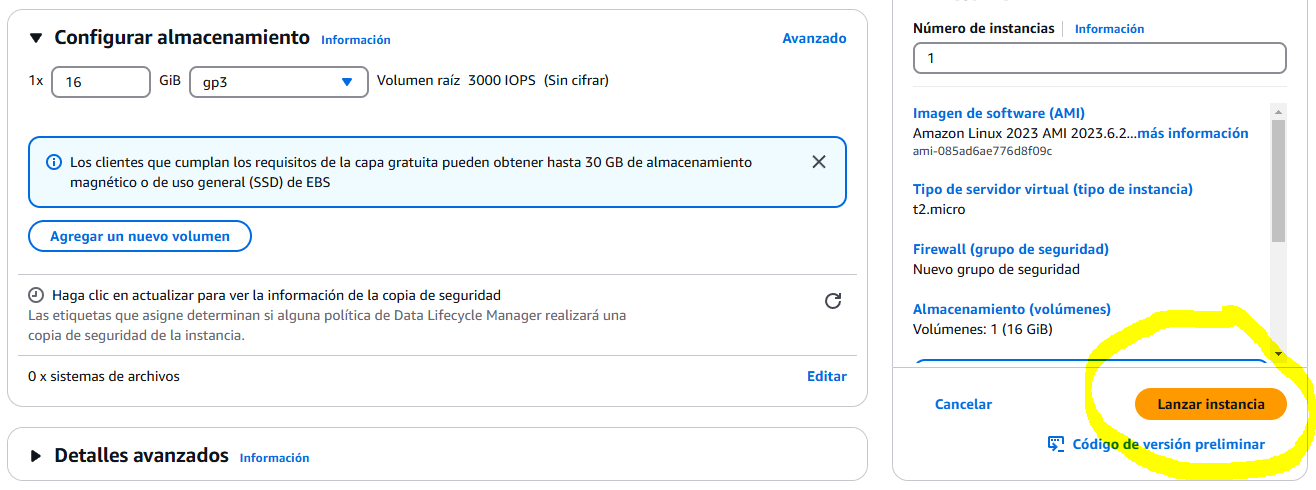 Configurar almacenamiento Información Avanzado
1x 16 GiB gp3 Volumen raíz 3000 IOPS (Sin cifrar)
Los clientes que cumplan los requisitos de la capa gratuita pueden obtener hasta 30 GB de almacenamiento
magnético o de uso general (SSD) de EBS
Agregar un nuevo volumen
Haga clic en actualizar para ver la información de la copia de seguridad
Las etiquetas que asigne determinan si alguna política de Data Lifecycle Manager realizará una
copia de seguridad de la instancia.
0 x sistemas de archivos Editar
Detalles avanzados Información
Número de instancias Información
1
Imagen de software (AMI)
Amazon Linux 2023 AMI 2023.6.2...más información
ami-085ad6ae776d8f09c
Tipo de servidor virtual (tipo de instancia)
t2.micro
Firewall (grupo de seguridad)
Nuevo grupo de seguridad
Almacenamiento (volúmenes)
Volúmenes: 1 (16 GiB)
Cancelar Lanzar instancia
Código de versión preliminar